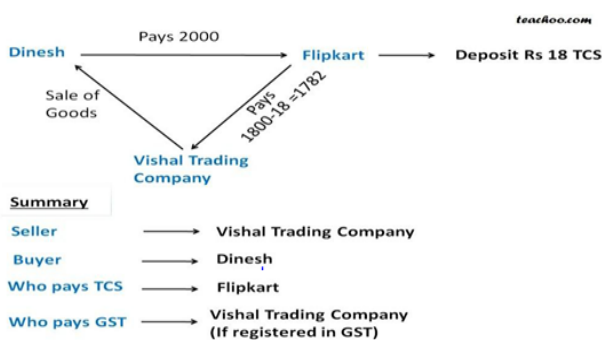 teachoo.com
Pays 2000
Dinesh
Flipkart
Deposit Rs 18 TCS
Sale of
Goods
Pays
1800-18 =1782
Vishal Trading
Company
Summary
Seller Vishal Trading Company
Buyer Dinesh
Who pays TCS Flipkart
Who pays GST Vishal Trading Company
(If registered in GST)